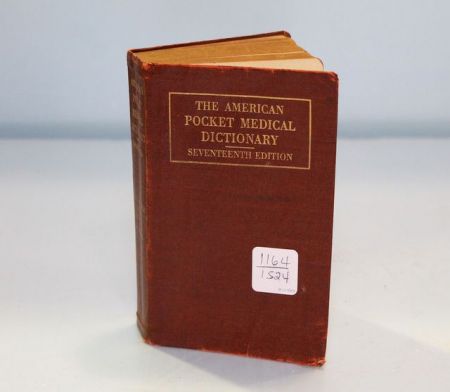 THE AMERICAN
POCKET MEDICAL
DICTIONARY
SEVENTEENTH EDITION
1164
1524